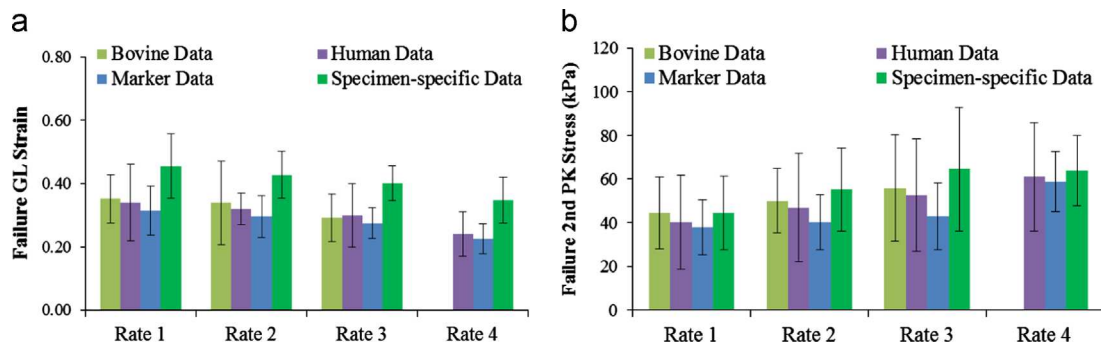 a
Failure GL Strain
0.80
0.60
0.40
0.20
0.00
Bovine Data
Human Data
Marker Data
Specimen-specific Data
Rate 1
Rate 2
Rate 3
Rate 4
b
Failure 2nd PK Stress (kPa)
120
100
80
60
40
20
0
Bovine Data
Human Data
Marker Data
Specimen-specific Data
Rate 1
Rate 2
Rate 3
Rate 4